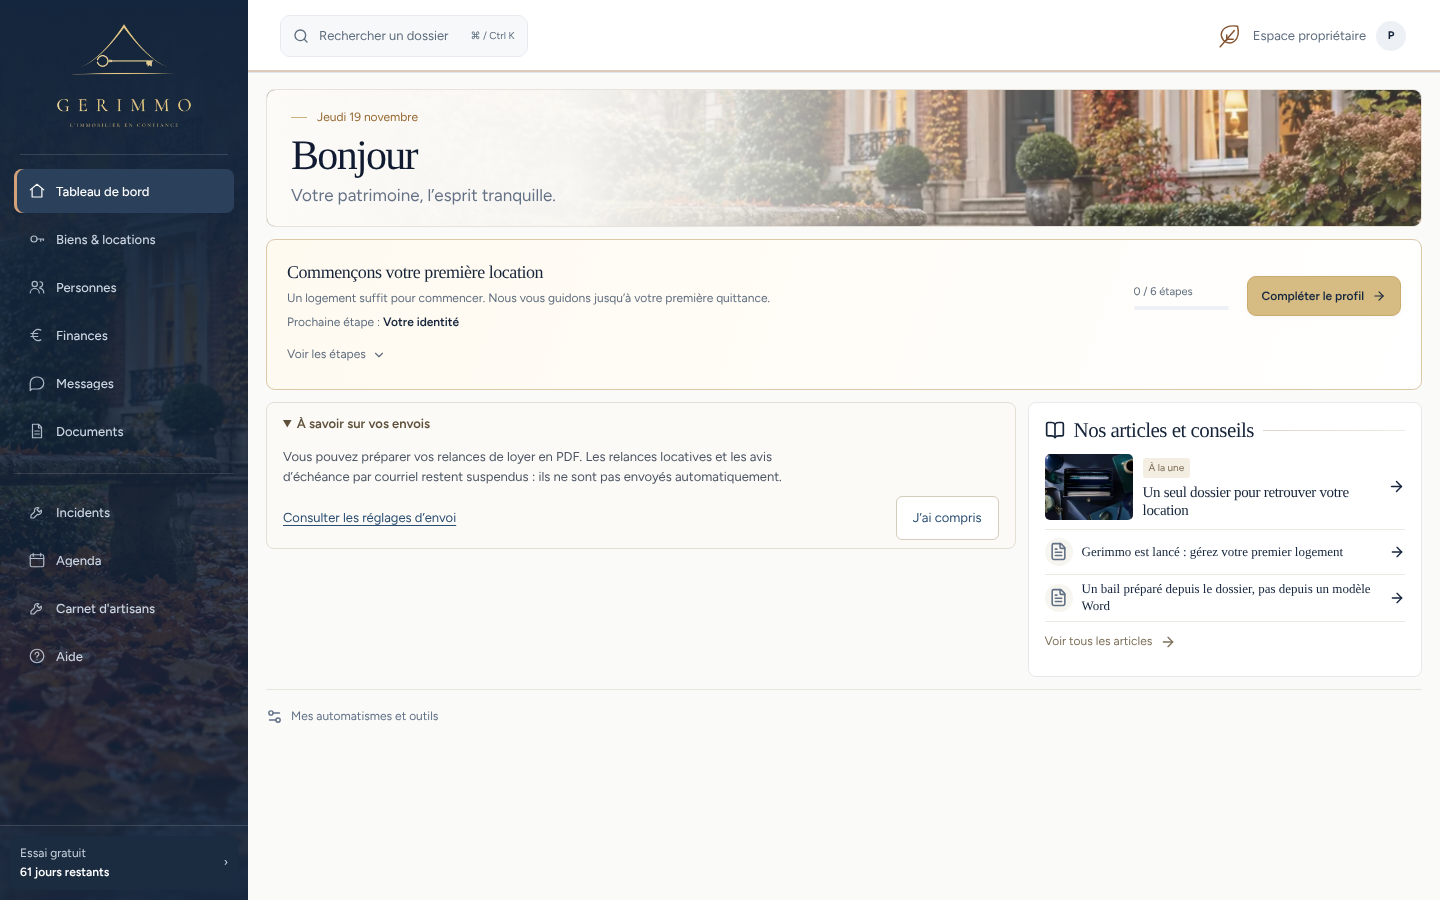 GERIMMO
L'IMMOBILIER EN CONFIANCE
Tableau de bord
Biens & locations
Personnes
Finances
Messages
Documents
Incidents
Agenda
Carnet d'artisans
Aide
Essai gratuit
61 jours restants
Rechercher un dossier ⌘ / Ctrl K
Espace propriétaire P
Jeudi 19 novembre
Bonjour
Votre patrimoine, l’esprit tranquille.
Commençons votre première location
Un logement suffit pour commencer. Nous vous guidons jusqu’à votre première quittance.
Prochaine étape : Votre identité
Voir les étapes
0 / 6 étapes
Compléter le profil
À savoir sur vos envois
Vous pouvez préparer vos relances de loyer en PDF. Les relances locatives et les avis
d’échéance par courriel restent suspendus : ils ne sont pas envoyés automatiquement.
Consulter les réglages d’envoi
J’ai compris
Nos articles et conseils
À la une
Un seul dossier pour retrouver votre
location
Gerimmo est lancé : gérez votre premier logement
Un bail préparé depuis le dossier, pas depuis un modèle
Word
Voir tous les articles
Mes automatismes et outils